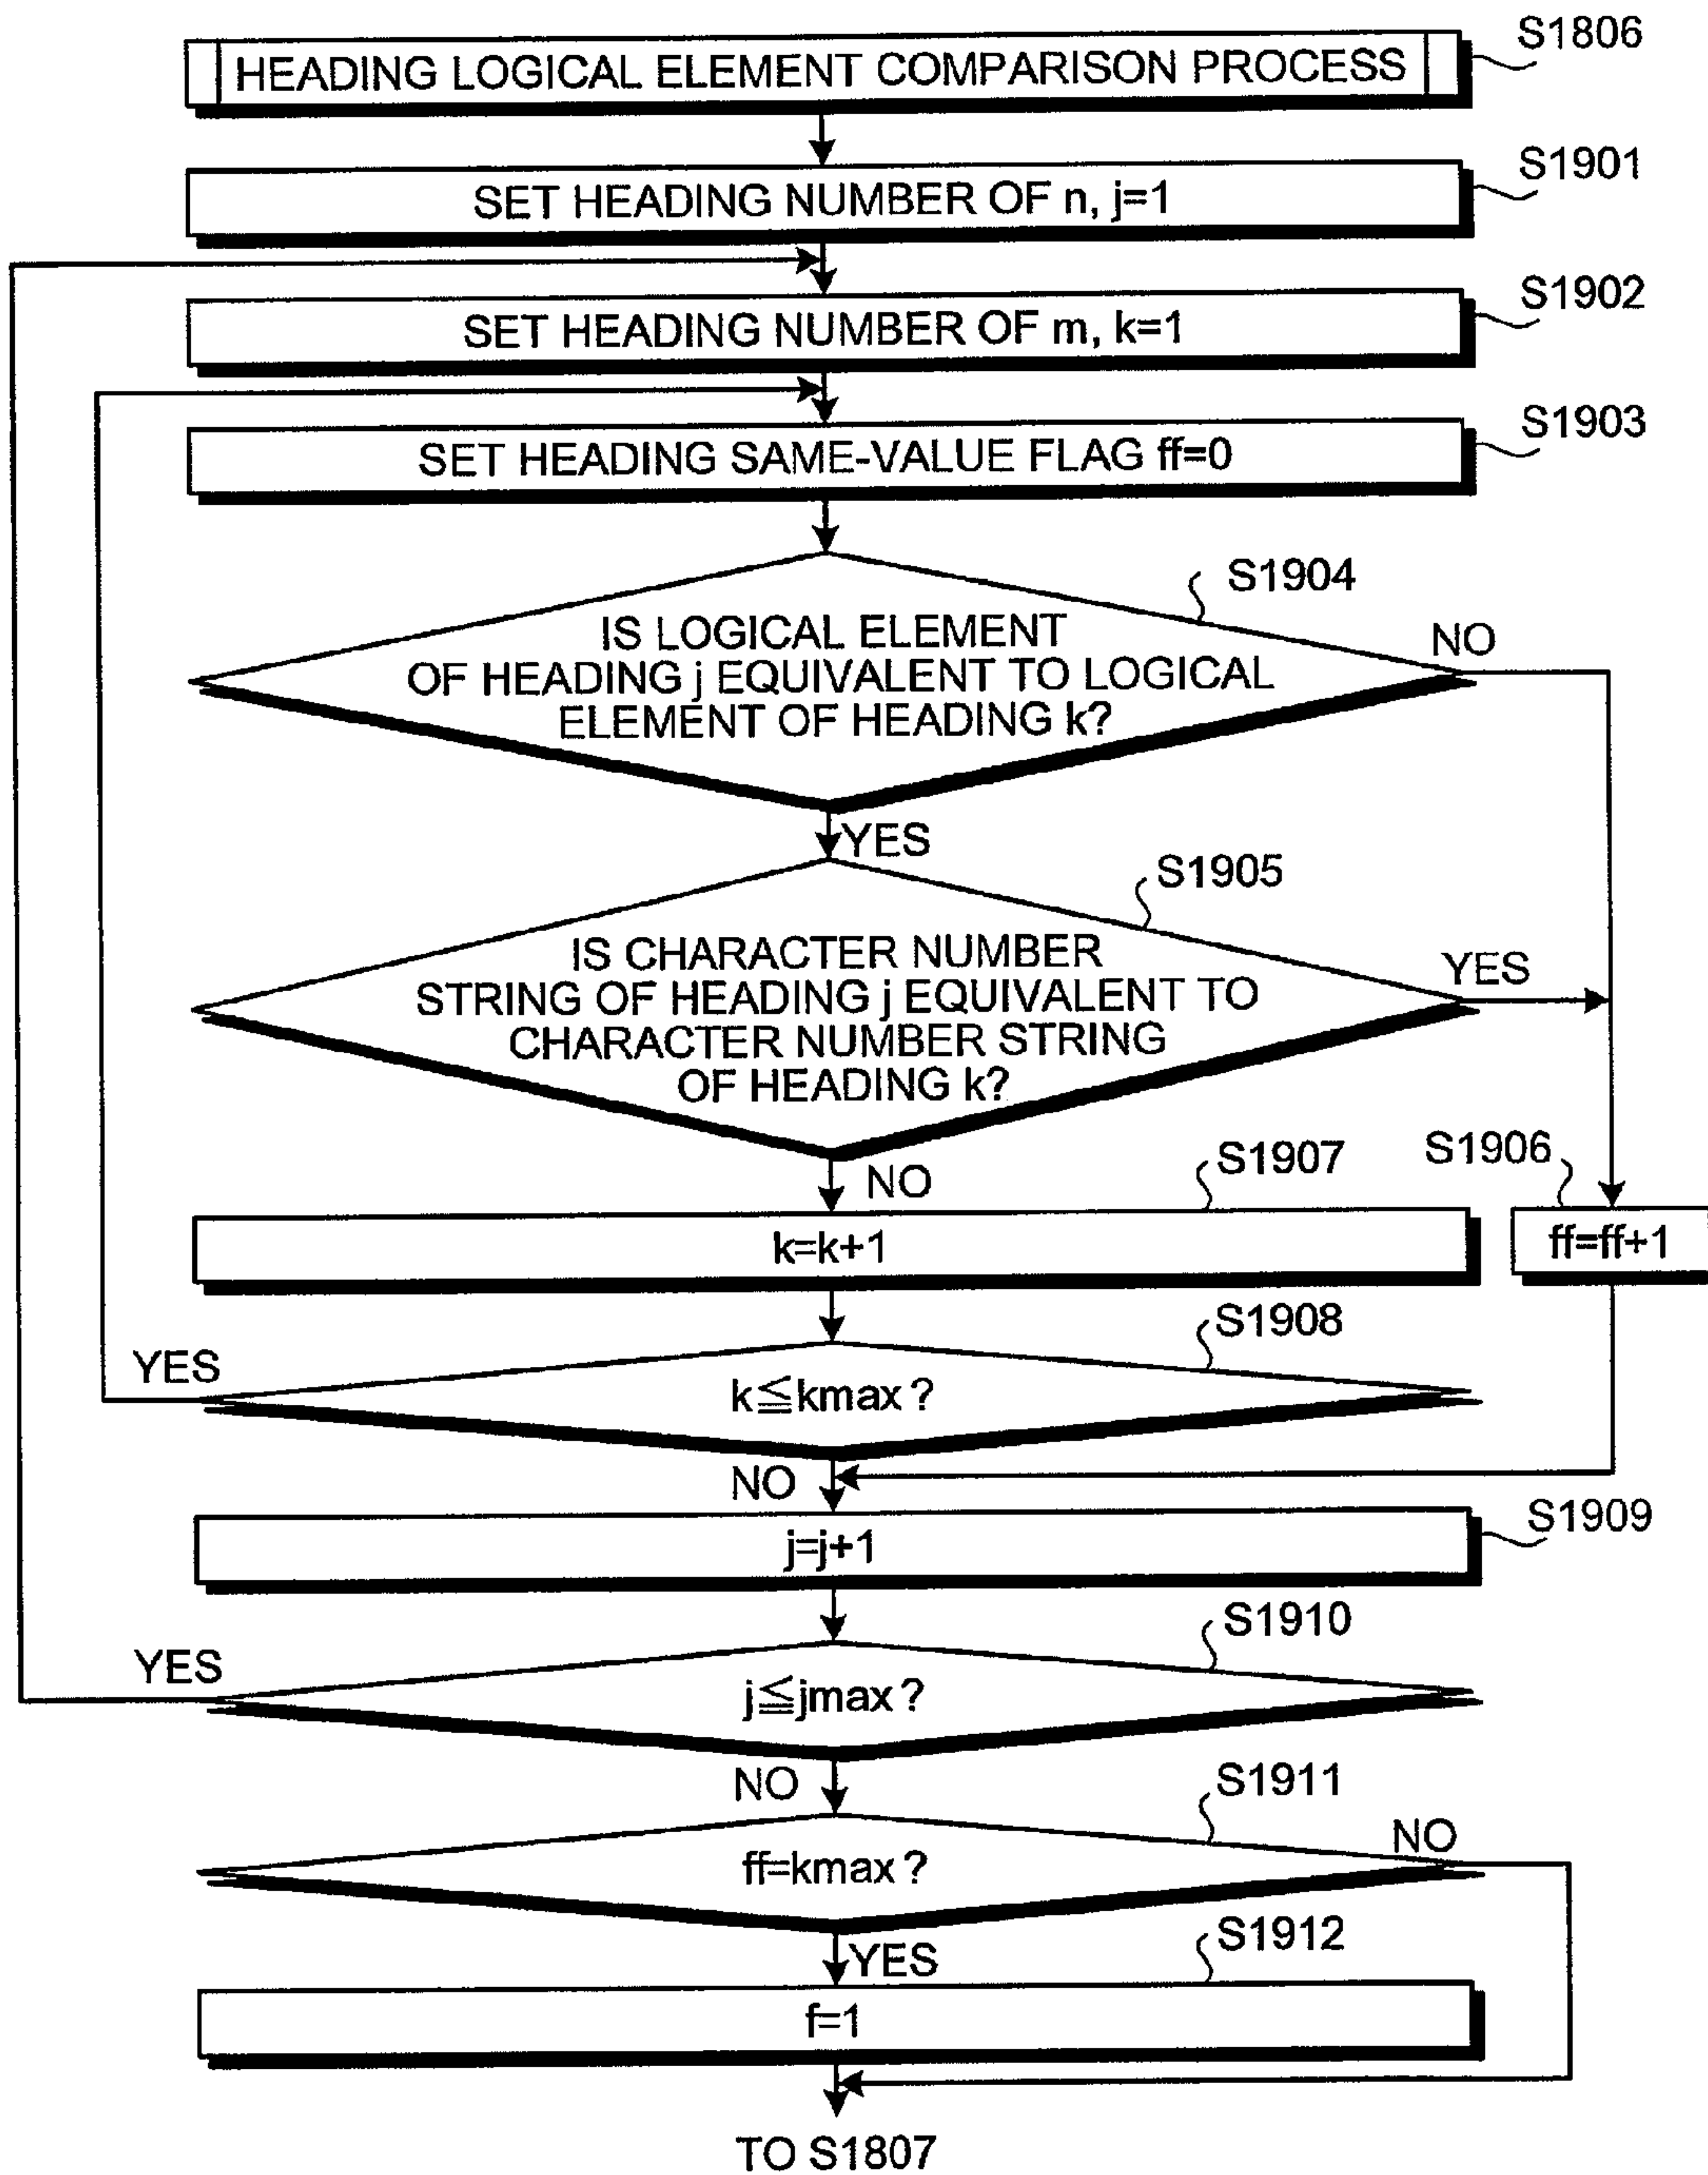 S1806
HEADING LOGICAL ELEMENT COMPARISON PROCESS
S1901
SET HEADING NUMBER OF n, j=1
S1902
SET HEADING NUMBER OF m, k=1
S1903
SET HEADING SAME-VALUE FLAG ff=0
S1904
IS LOGICAL ELEMENT
OF HEADING j EQUIVALENT TO LOGICAL
ELEMENT OF HEADING k?
NO
YES
S1905
IS CHARACTER NUMBER
STRING OF HEADING j EQUIVALENT TO
CHARACTER NUMBER STRING
OF HEADING k?
YES
NO
S1907
k=k+1
S1906
ff=ff+1
S1908
YES
k≦kmax?
NO
S1909
j=j+1
S1910
YES
j≦jmax?
NO
S1911
ff=kmax?
NO
YES
S1912
f=1
TO S1807